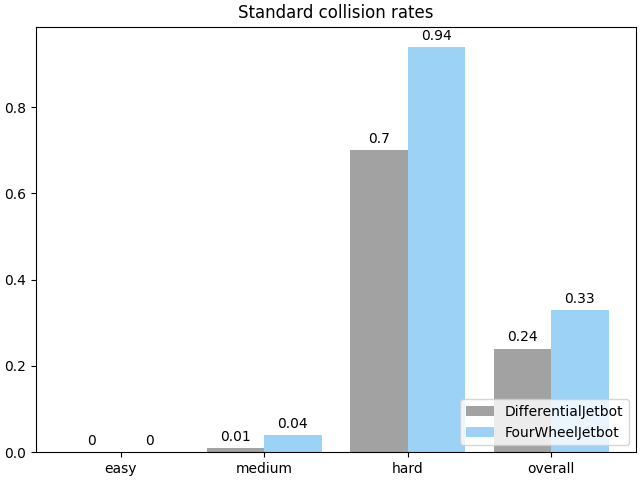 Standard collision rates
0.94
0.8
0.7
0.6
0.4
0.33
0.24
0.2
0.04
0.01
0
0
0.0
DifferentialJetbot
FourWheelJetbot
easy
medium
hard
overall